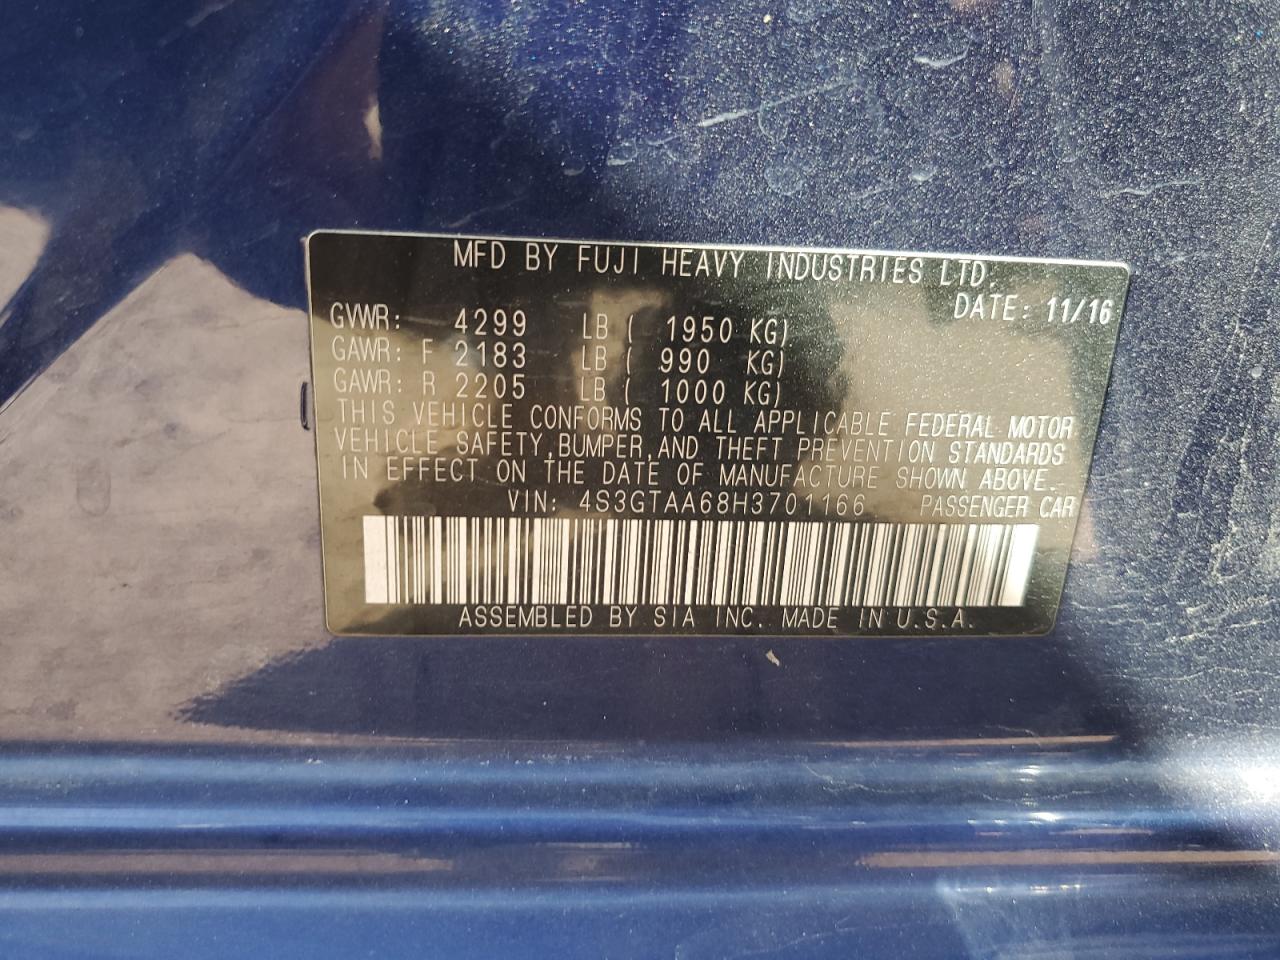 MFD BY FUJI HEAVY INDUSTRIES LTD.
DATE: 11/16
GVWR: 4299 LB ( 1950 KG)
GAWR: F 2183 LB ( 990 KG)
GAWR: R 2205 LB ( 1000 KG)
THIS VEHICLE CONFORMS TO ALL APPLICABLE FEDERAL MOTOR
VEHICLE SAFETY, BUMPER, AND THEFT PREVENTION STANDARDS
IN EFFECT ON THE DATE OF MANUFACTURE SHOWN ABOVE.
VIN: 4S3GTAA68H3701166 PASSENGER CAR
ASSEMBLED BY SIA INC. MADE IN U.S.A.